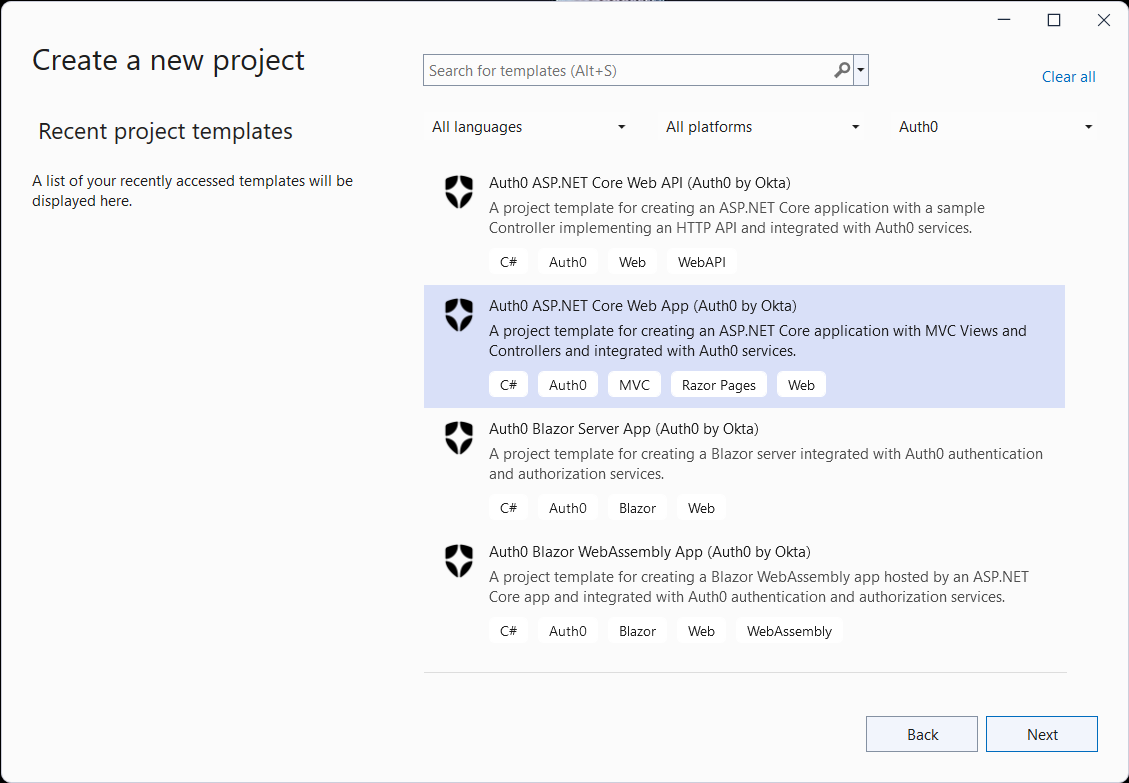 Create a new project
Search for templates (Alt+S)
Clear all
Recent project templates
All languages
All platforms
Auth0
A list of your recently accessed templates will be
displayed here.
Auth0 ASP.NET Core Web API (Auth0 by Okta)
A project template for creating an ASP.NET Core application with a sample
Controller implementing an HTTP API and integrated with Auth0 services.
C# Auth0 Web WebAPI
Auth0 ASP.NET Core Web App (Auth0 by Okta)
A project template for creating an ASP.NET Core application with MVC Views and
Controllers and integrated with Auth0 services.
C# Auth0 MVC Razor Pages Web
Auth0 Blazor Server App (Auth0 by Okta)
A project template for creating a Blazor server integrated with Auth0 authentication
and authorization services.
C# Auth0 Blazor Web
Auth0 Blazor WebAssembly App (Auth0 by Okta)
A project template for creating a Blazor WebAssembly app hosted by an ASP.NET
Core app and integrated with Auth0 authentication and authorization services.
C# Auth0 Blazor Web WebAssembly
Back
Next